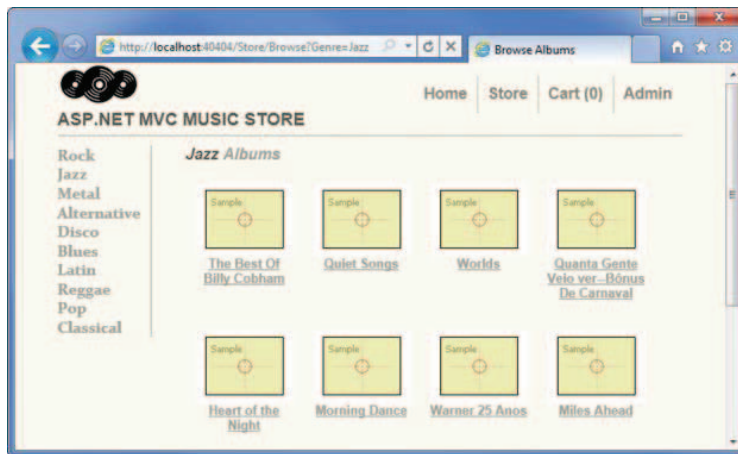 http://localhost:40404/Store/Browse?Genre=Jazz
Browse Albums
Home
Store
Cart (0)
Admin
ASP.NET MVC MUSIC STORE
Rock
Jazz
Metal
Alternative
Disco
Blues
Latin
Reggae
Pop
Classical
Jazz Albums
Sample
Sample
Sample
Sample
The Best Of
Billy Cobham
Quiet Songs
Worlds
Quanta Gente
Veio ver--Bônus
De Carnaval
Sample
Sample
Sample
Sample
Heart of the
Night
Morning Dance
Warner 25 Anos
Miles Ahead